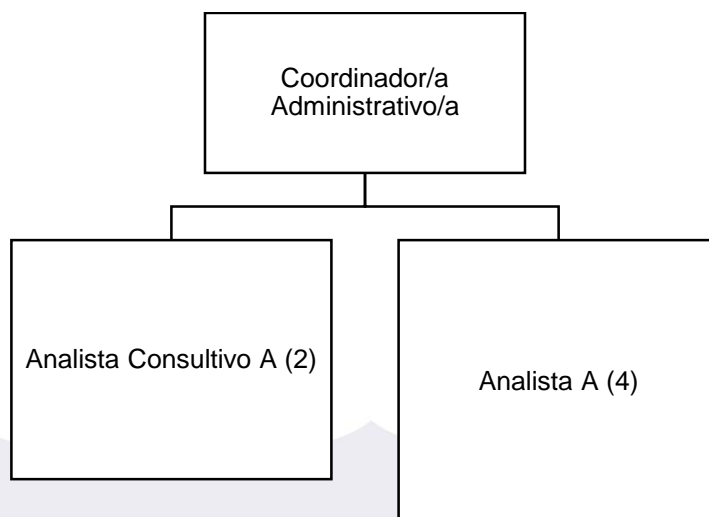 Coordinador/a
Administrativo/a
Analista Consultivo A (2)
Analista A (4)